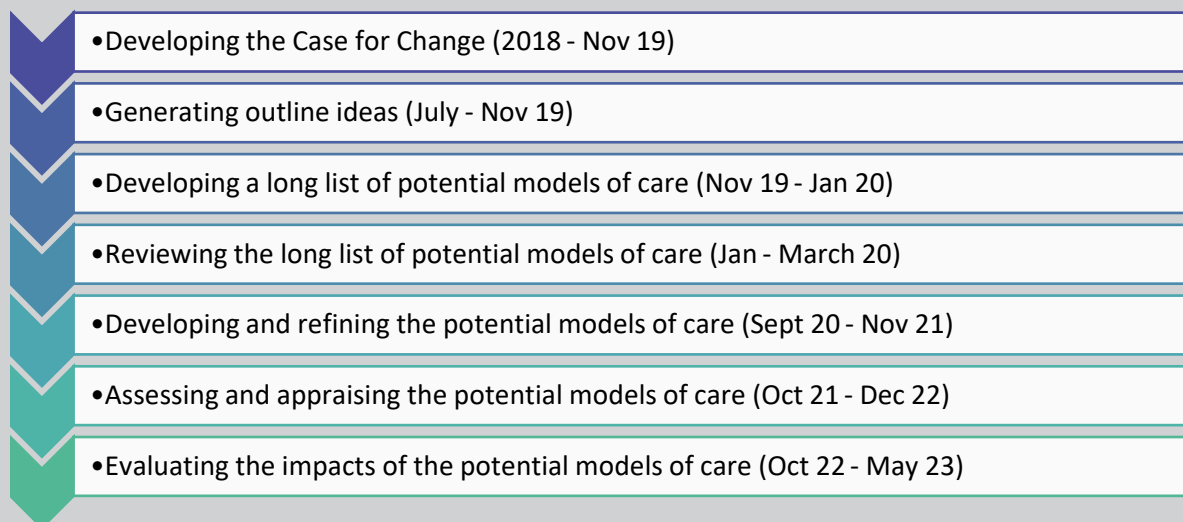 •Developing the Case for Change (2018 - Nov 19)
•Generating outline ideas (July - Nov 19)
•Developing a long list of potential models of care (Nov 19 - Jan 20)
•Reviewing the long list of potential models of care (Jan - March 20)
•Developing and refining the potential models of care (Sept 20 - Nov 21)
•Assessing and appraising the potential models of care (Oct 21 - Dec 22)
•Evaluating the impacts of the potential models of care (Oct 22 - May 23)